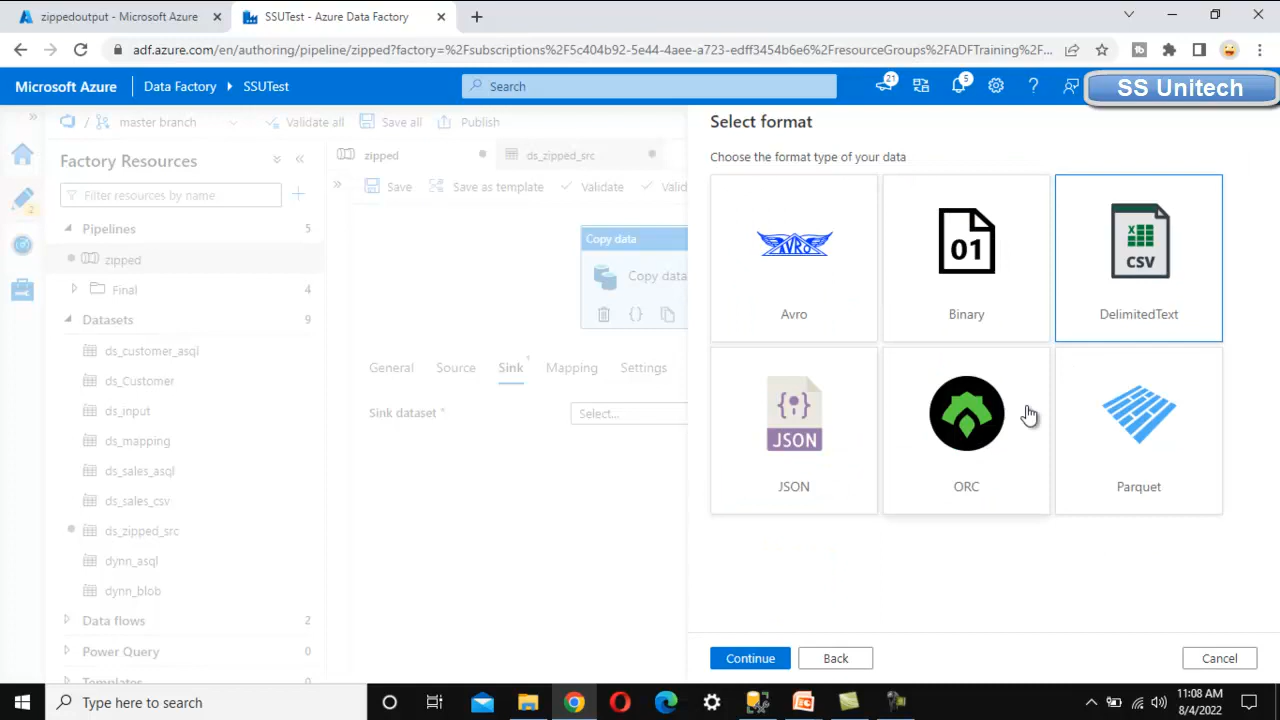 zippedoutput - Microsoft Azure
SSUTest - Azure Data Factory
adf.azure.com/en/authoring/pipeline/zipped?factory=%2Fsubscriptions%2F5c404b92-5e44-4aee-a723-edff3454b6e6%2FresourceGroups%2FADFTraining%2F...
Microsoft Azure
Data Factory
SSUTest
Search
21
5
SS Unitech
master branch
Validate all
Save all
Publish
Select format
Factory Resources
zipped
ds_zipped_src
Choose the format type of your data
Filter resources by name
Save
Save as template
Validate
Valid
Pipelines
5
zipped
Final
4
Datasets
9
ds_customer_asql
ds_Customer
ds_input
ds_mapping
ds_sales_asql
ds_sales_csv
ds_zipped_src
dynn_asql
dynn_blob
Data flows
2
Power Query
0
Templates
Copy data
Copy data
General
Source
Sink
1
Mapping
Settings
Sink dataset *
Select...
AVRO
Avro
01
Binary
CSV
DelimitedText
JSON
JSON
ORC
Parquet
Continue
Back
Cancel
Type here to search
11:08 AM
8/4/2022